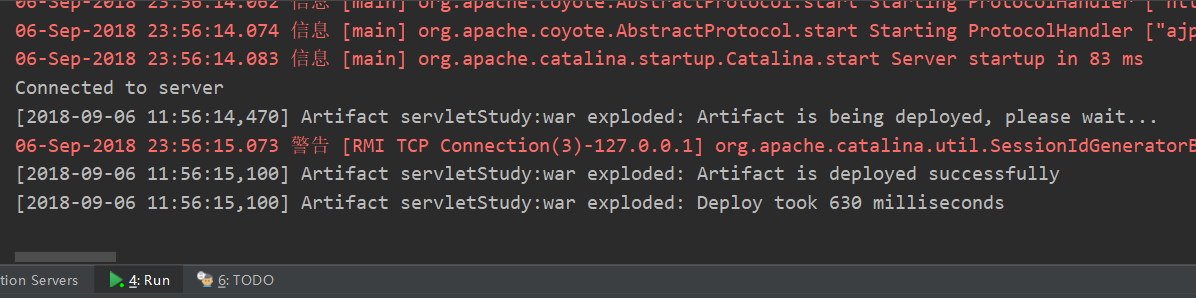 06-Sep-2018 23:56:14.062 信息 [main] org.apache.coyote.AbstractProtocol.start Starting ProtocolHandler ["htt
06-Sep-2018 23:56:14.074 信息 [main] org.apache.coyote.AbstractProtocol.start Starting ProtocolHandler ["ajp
06-Sep-2018 23:56:14.083 信息 [main] org.apache.catalina.startup.Catalina.start Server startup in 83 ms
Connected to server
[2018-09-06 11:56:14,470] Artifact servletStudy:war exploded: Artifact is being deployed, please wait...
06-Sep-2018 23:56:15.073 警告 [RMI TCP Connection(3)-127.0.0.1] org.apache.catalina.util.SessionIdGeneratorB
[2018-09-06 11:56:15,100] Artifact servletStudy:war exploded: Artifact is deployed successfully
[2018-09-06 11:56:15,100] Artifact servletStudy:war exploded: Deploy took 630 milliseconds
tion Servers 4: Run 6: TODO